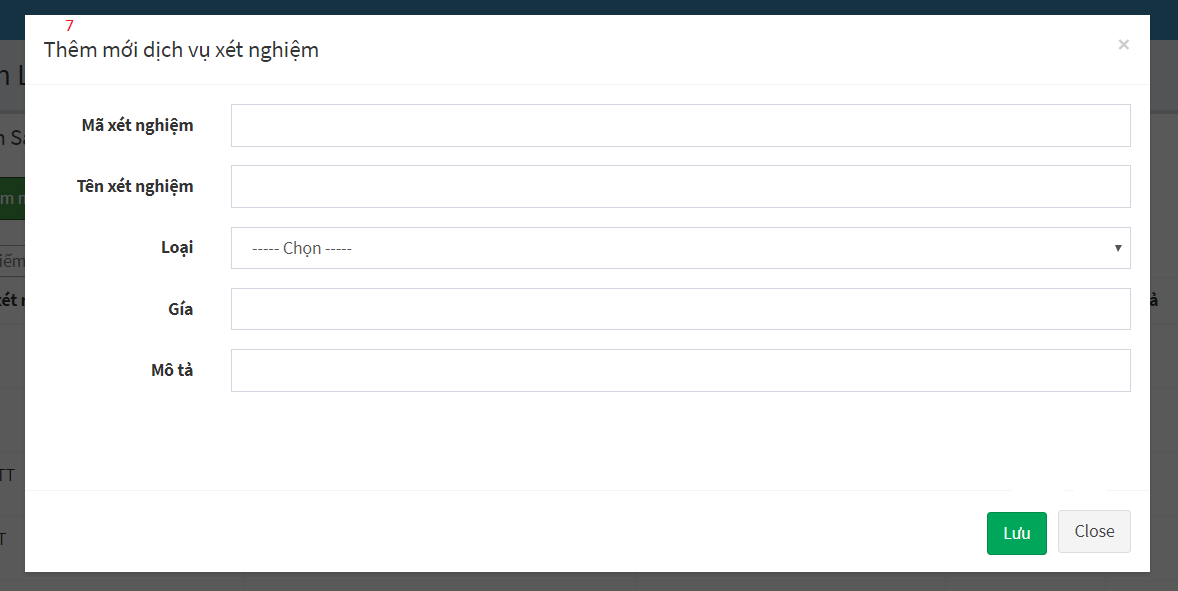 7
Thêm mới dịch vụ xét nghiệm ×
Mã xét nghiệm
Tên xét nghiệm
Loại ----- Chọn -----
Gía
Mô tả
TT
T
Lưu Close